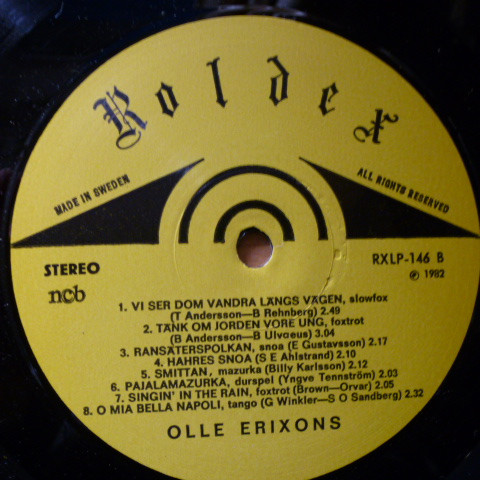 Roldex
MADE IN SWEDEN
ALL RIGHTS RESERVED
STEREO
ncb
RXLP-146 B
℗ 1982
1. VI SER DOM VANDRA LÄNGS VÄGEN, slowfox
(T Andersson—B Rehnberg) 2.49
2. TÄNK OM JORDEN VORE UNG, foxtrot
(B Andersson—B Ulvœus) 3.04
3. RANSÄTERSPOLKAN, snoa (E Gustavsson) 2.17
4. HAHRES SNOA (S E Ahlstrand) 2.10
5. SMITTAN, mazurka (Billy Karlsson) 2.12
6. PAJALAMAZURKA, durspel (Yngve Tennström) 2.03
7. SINGIN' IN THE RAIN, foxtrot (Brown—Orvar) 2.05
8. O MIA BELLA NAPOLI, tango (G Winkler—S O Sandberg) 2.32
OLLE ERIXONS